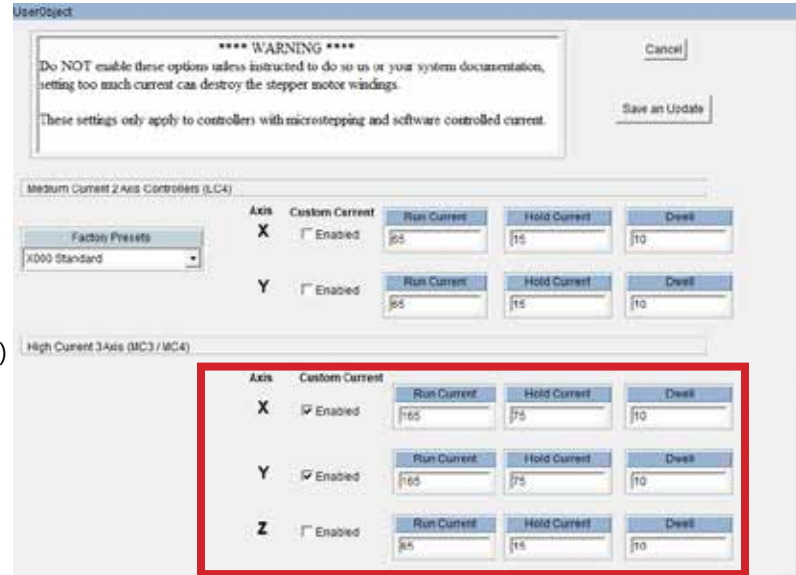 UserObject
**** WARNING ****
Do NOT enable these options unless instructed to do so us or your system documentation,
setting too much current can destroy the stepper motor windings.
These settings only apply to controllers with microstepping and software controlled current.
Cancel
Save an Update
Medium Current 2 Axis Controllers (LC4)
Axis Custom Current
Factory Presets
X000 Standard
X Enabled Run Current Hold Current Dwell
65 15 10
Y Enabled Run Current Hold Current Dwell
65 15 10
)
High Current 3 Axis (MC3 / MC4)
Axis Custom Current
X Enabled Run Current Hold Current Dwell
165 75 10
Y Enabled Run Current Hold Current Dwell
165 75 10
Z Enabled Run Current Hold Current Dwell
65 15 10